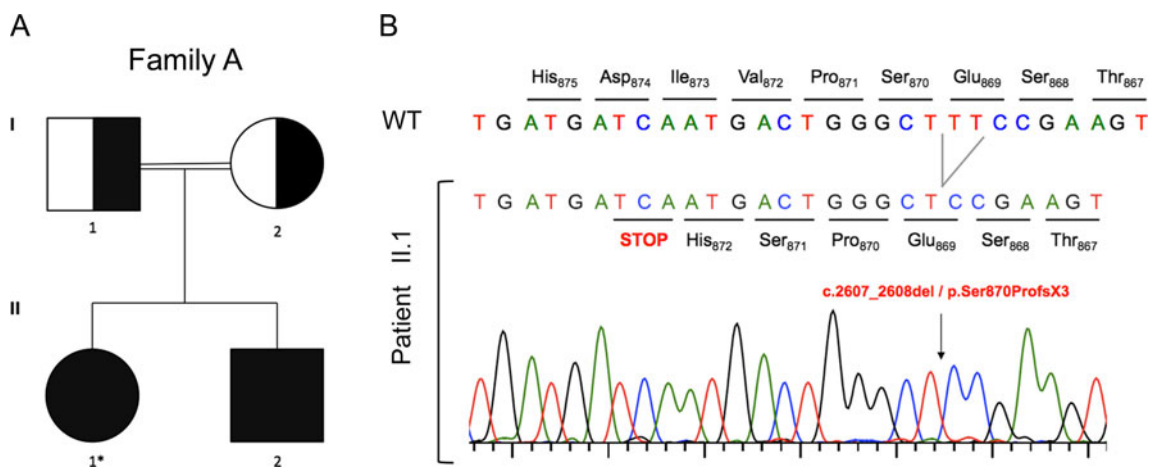 A
Family A
I
1
2
II
1*
2
B
His875 Asp874 Ile873 Val872 Pro871 Ser870 Glu869 Ser868 Thr867
WT T G A T G A T C A A T G A C T G G G C T T T C C G A A G T
Patient II.1
T G A T G A T C A A T G A C T G G G C T C C G A A G T
STOP His872 Ser871 Pro870 Glu869 Ser868 Thr867
c.2607_2608del / p.Ser870ProfsX3